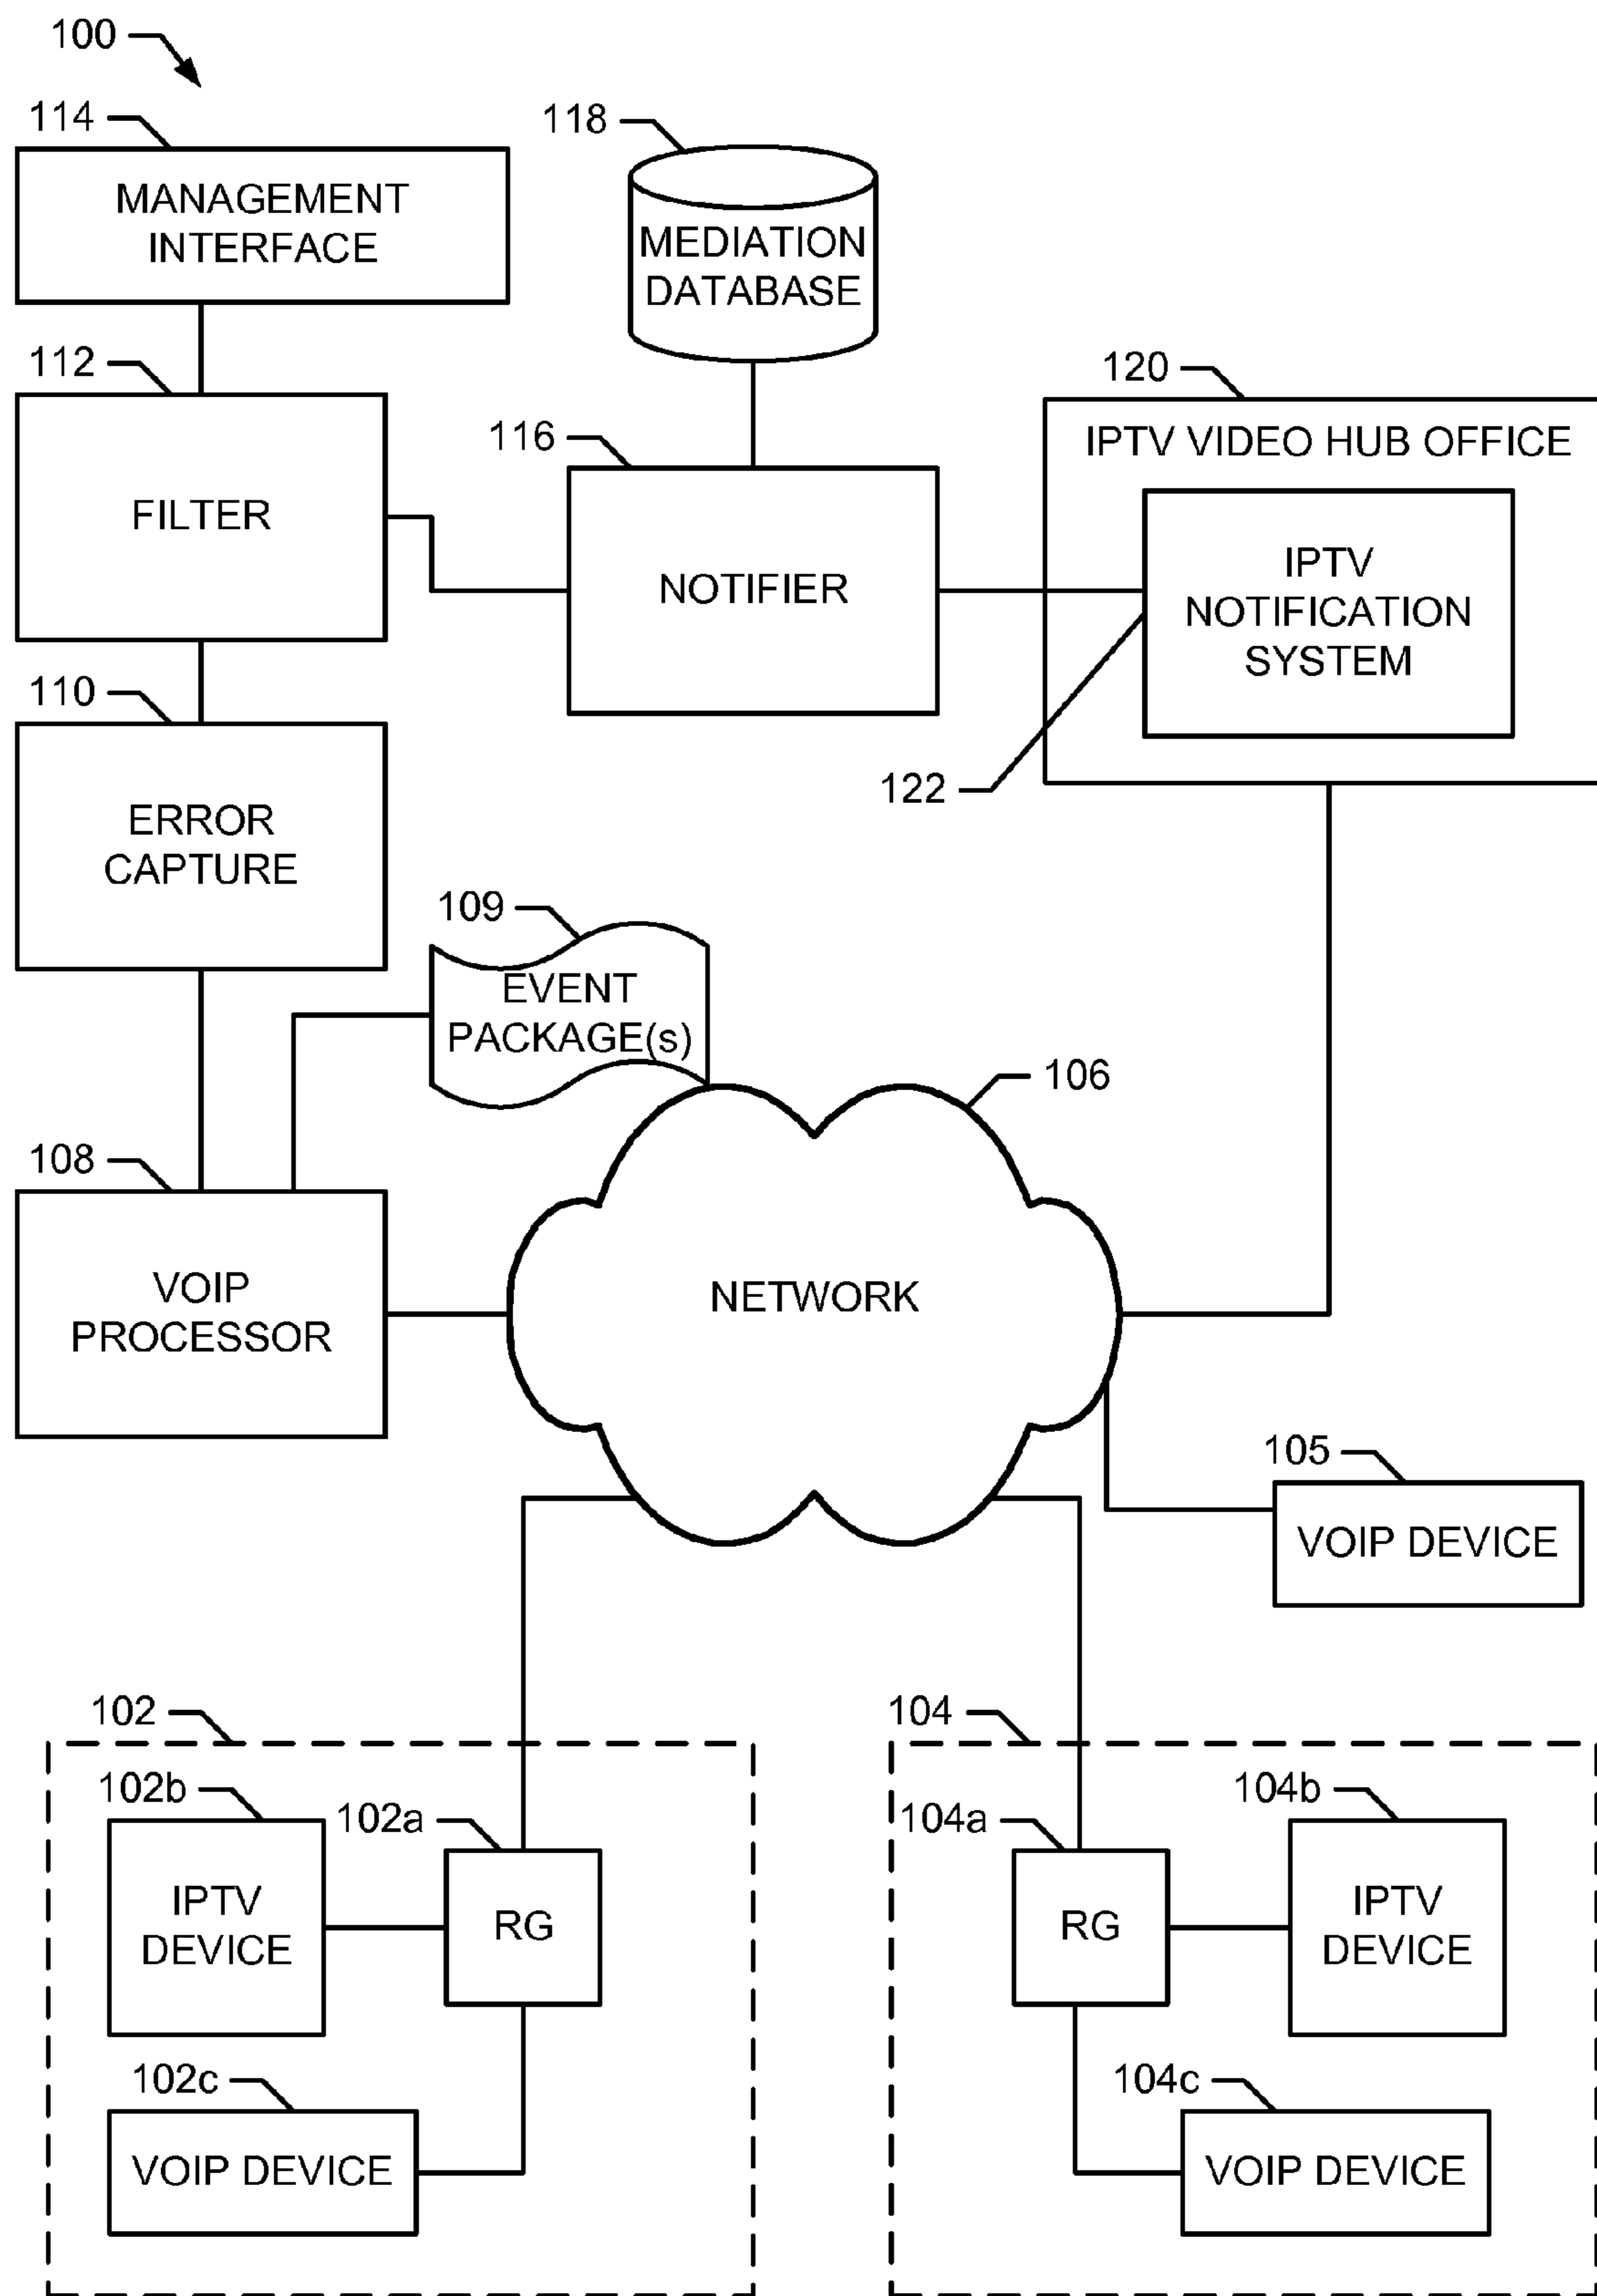 100
114
MANAGEMENT
INTERFACE
118
MEDIATION
DATABASE
112
FILTER
116
NOTIFIER
120
IPTV VIDEO HUB OFFICE
IPTV
NOTIFICATION
SYSTEM
122
110
ERROR
CAPTURE
109
EVENT
PACKAGE(s)
106
NETWORK
108
VOIP
PROCESSOR
105
VOIP DEVICE
102
102b
IPTV
DEVICE
102a
RG
102c
VOIP DEVICE
104
104a
RG
104b
IPTV
DEVICE
104c
VOIP DEVICE